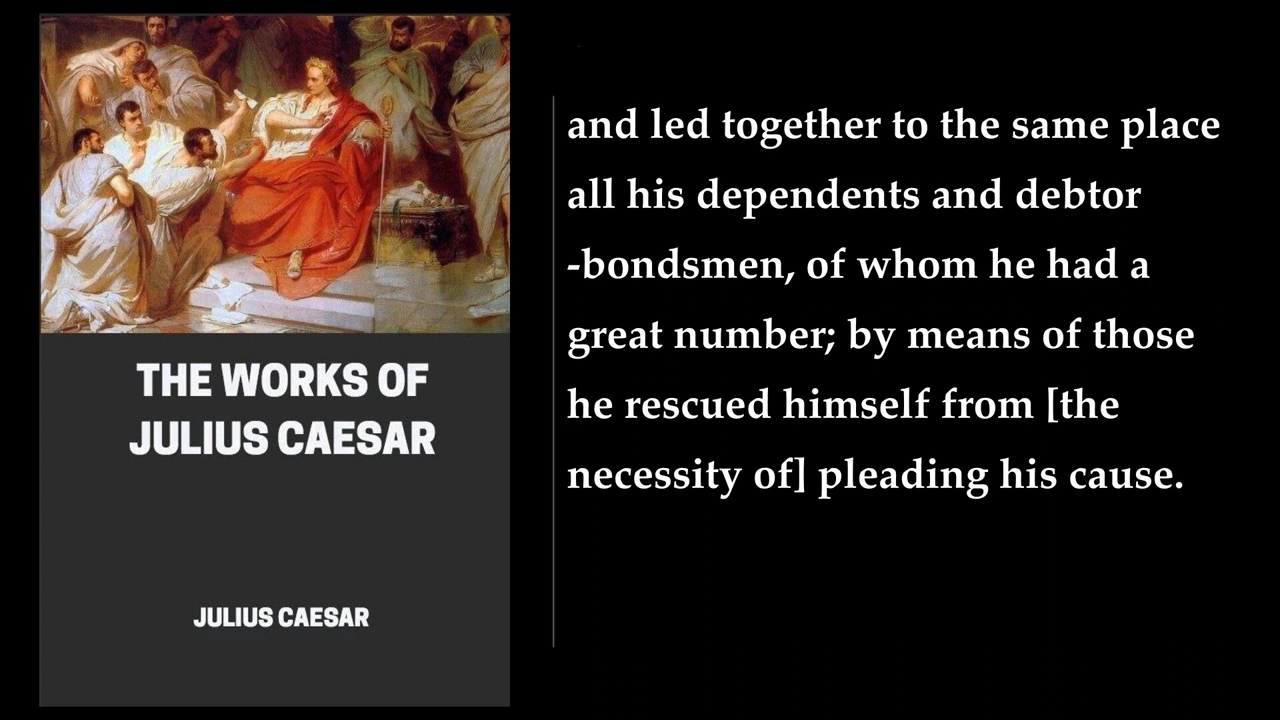 THE WORKS OF
JULIUS CAESAR
JULIUS CAESAR
and led together to the same place
all his dependents and debtor
-bondsmen, of whom he had a
great number; by means of those
he rescued himself from [the
necessity of] pleading his cause.